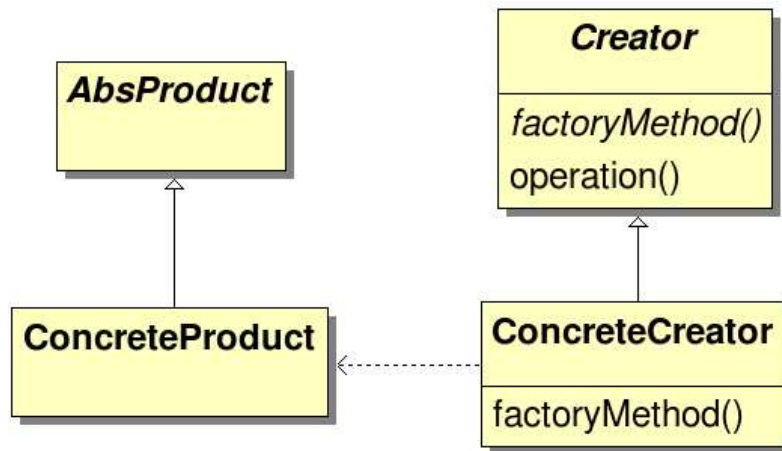 AbsProduct
Creator
factoryMethod()
operation()
ConcreteProduct
ConcreteCreator
factoryMethod()